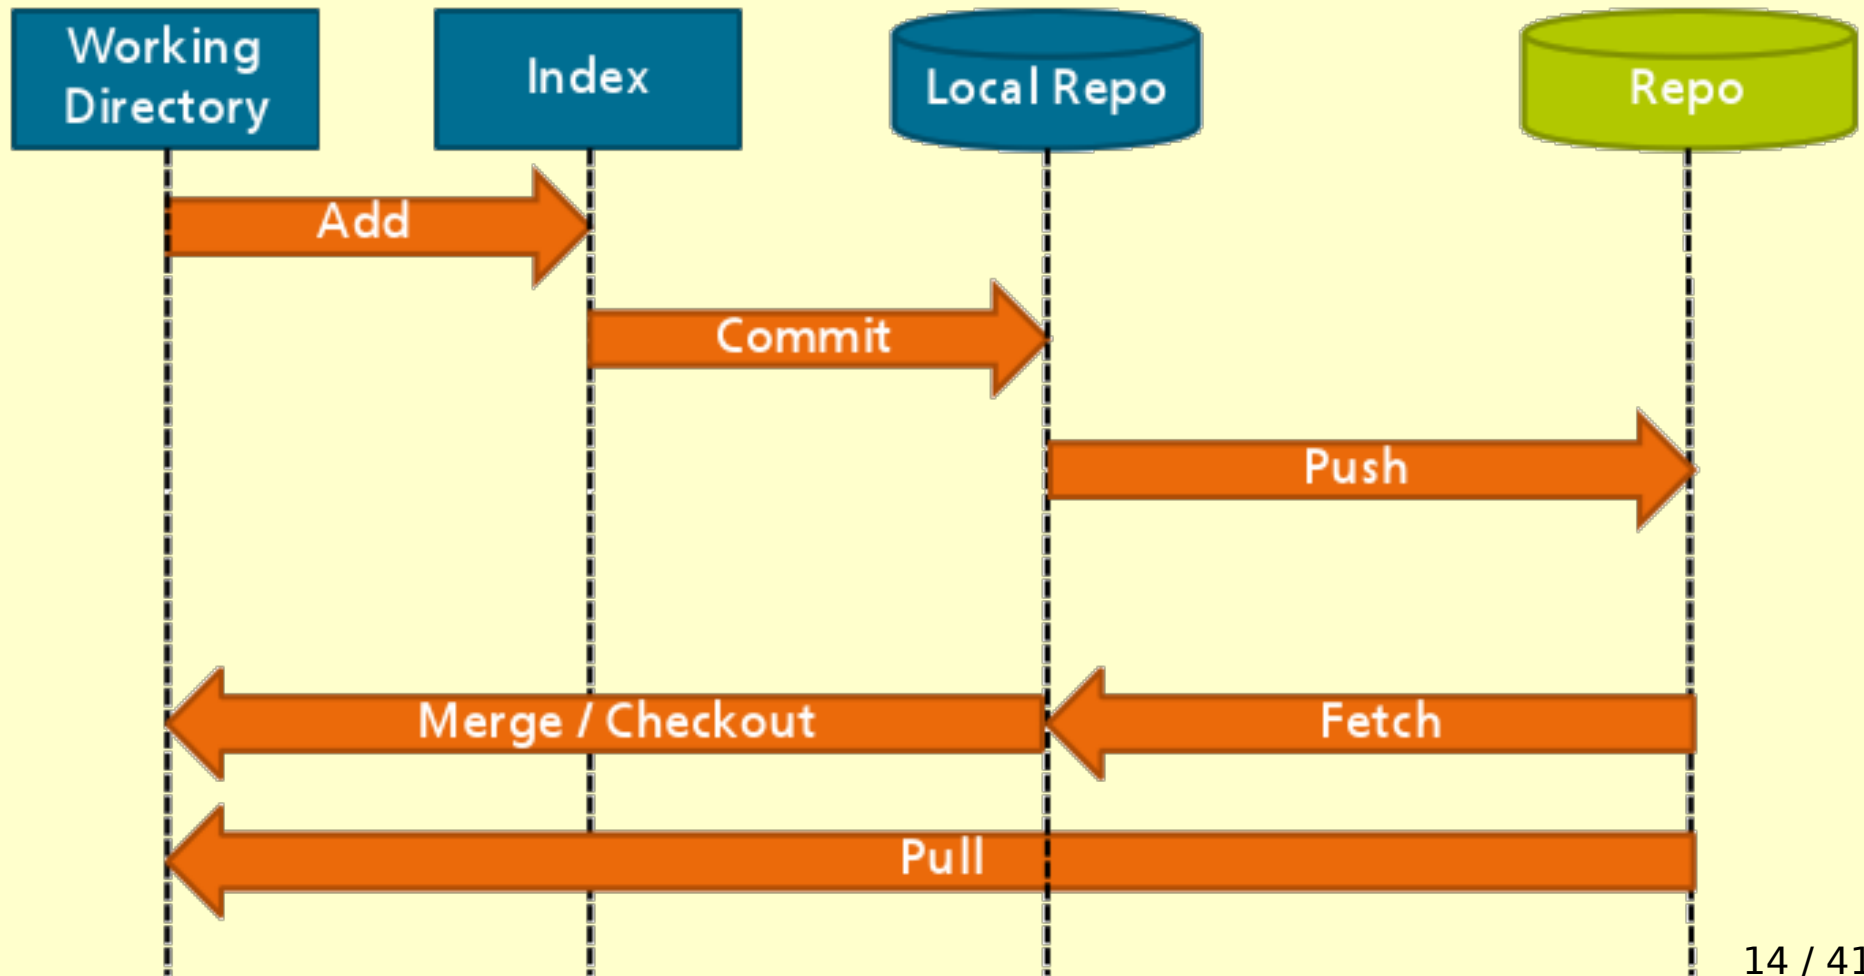 Working
Directory
Index
Local Repo
Repo
Add
Commit
Push
Merge / Checkout
Fetch
Pull
14 / 41